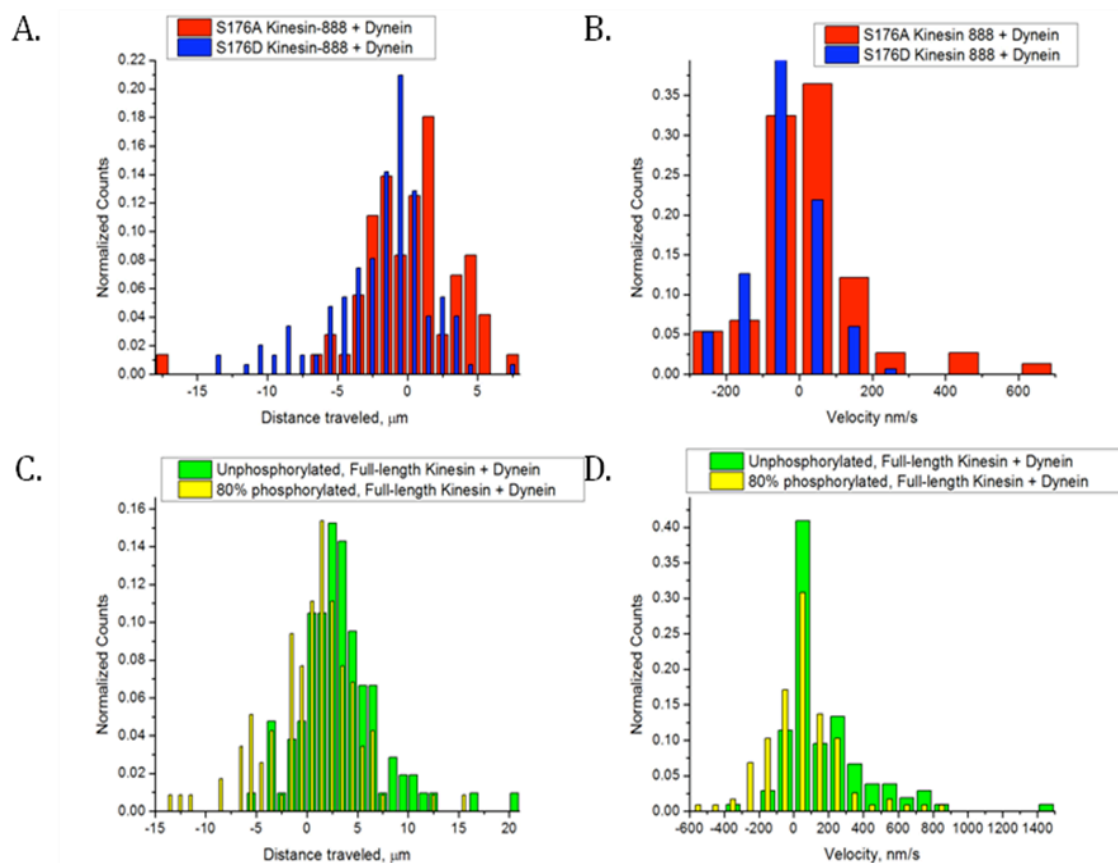 A.
S176A Kinesin-888 + Dynein
S176D Kinesin-888 + Dynein
0.22
0.20
0.18
0.16
0.14
0.12
0.10
0.08
0.06
0.04
0.02
0.00
Normalized Counts
-15 -10 -5 0 5
Distance traveled, μm
B.
S176A Kinesin 888 + Dynein
S176D Kinesin 888 + Dynein
0.35
0.30
0.25
0.20
0.15
0.10
0.05
0.00
Normalized Counts
-200 0 200 400 600
Velocity nm/s
C.
Unphosphorylated, Full-length Kinesin + Dynein
80% phosphorylated, Full-length Kinesin + Dynein
0.16
0.14
0.12
0.10
0.08
0.06
0.04
0.02
0.00
Normalized Counts
-15 -10 -5 0 5 10 15 20
Distance traveled, μm
D.
Unphosphorylated, Full-length Kinesin + Dynein
80% phosphorylated, Full-length Kinesin + Dynein
0.40
0.35
0.30
0.25
0.20
0.15
0.10
0.05
0.00
Normalized Counts
-600 -400 -200 0 200 400 600 800 1000 1200 1400
Velocity, nm/s